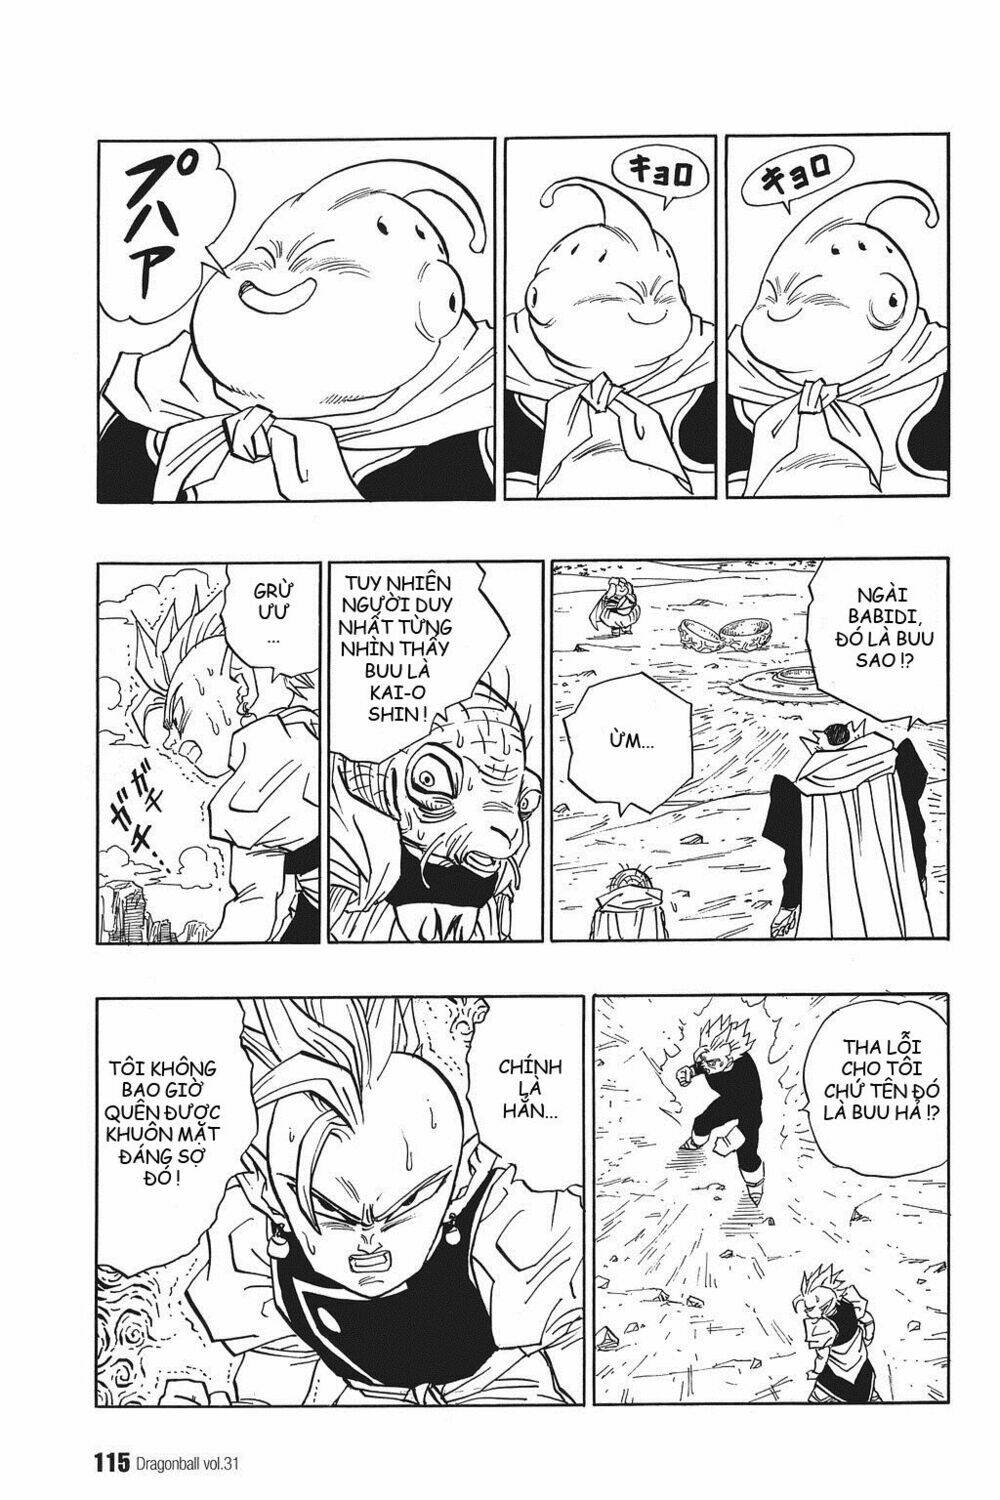 キョロ
キョロ
プハァ
NGÀI
BABIDI,
ĐÓ LÀ BUU
SAO !?
ỪM...
TUY NHIÊN
NGƯỜI DUY
NHẤT TỪNG
NHÌN THẤY
BUU LÀ
KAI-O
SHIN !
GRỪ
ƯƯ
...
ガチ
ガチ...
THA LỖI
CHO TÔI
CHỨ TÊN ĐÓ
LÀ BUU HẢ !?
CHÍNH
LÀ
HẮN...
TÔI KHÔNG
BAO GIỜ
QUÊN ĐƯỢC
KHUÔN MẶT
ĐÁNG SỢ
ĐÓ !
115 Dragonball vol.31